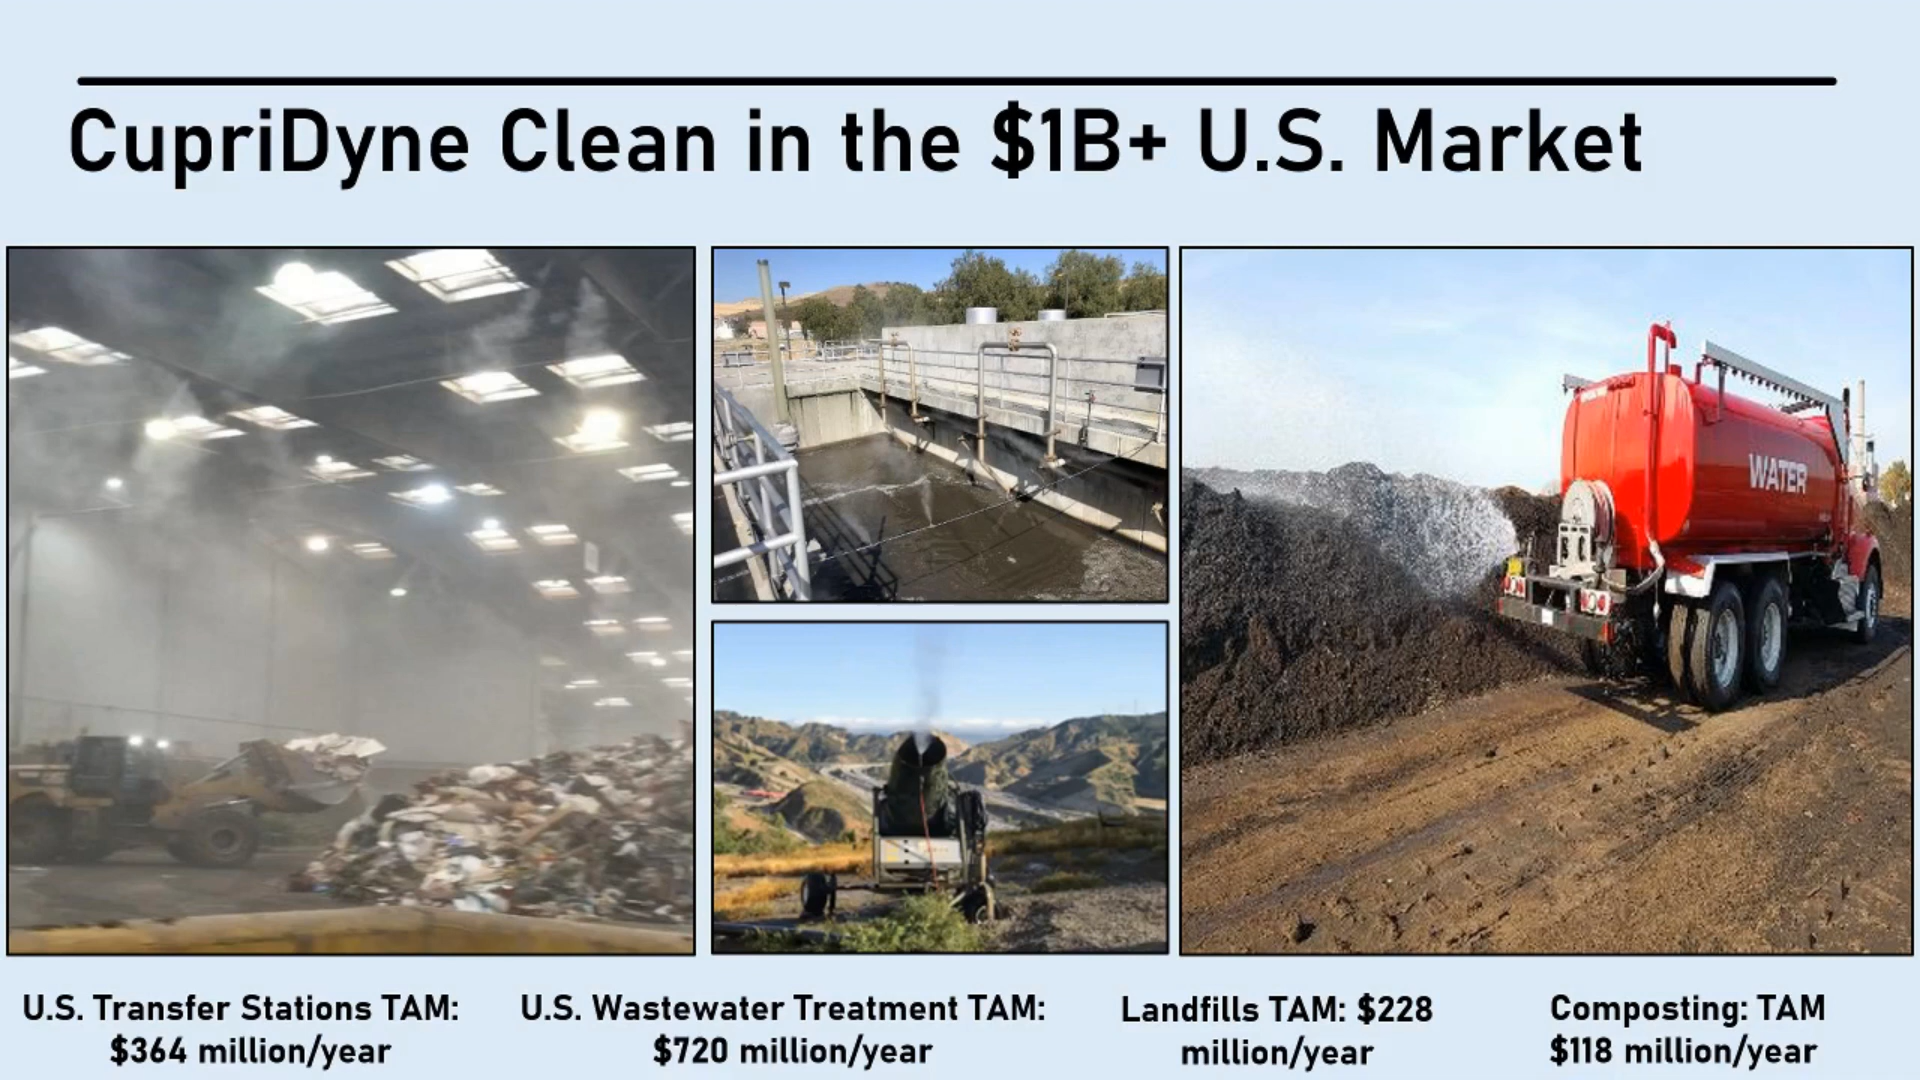 CupriDyne Clean in the $1B+ U.S. Market
WATER
U.S. Transfer Stations TAM:
$364 million/year
U.S. Wastewater Treatment TAM:
$720 million/year
Landfills TAM: $228
million/year
Composting: TAM
$118 million/year